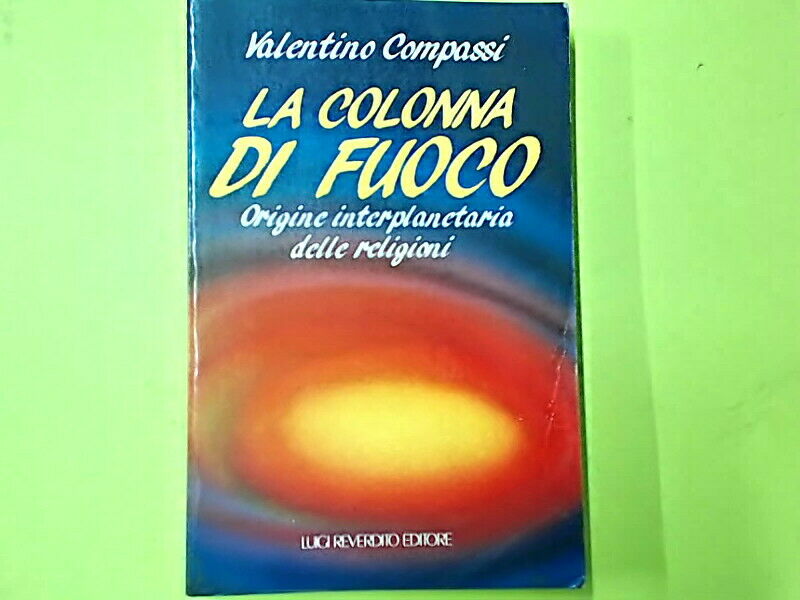 Valentino Compassi
LA COLONNA
DI FUOCO
Origine interplanetaria
delle religioni
LUIGI REVERDITO EDITORE